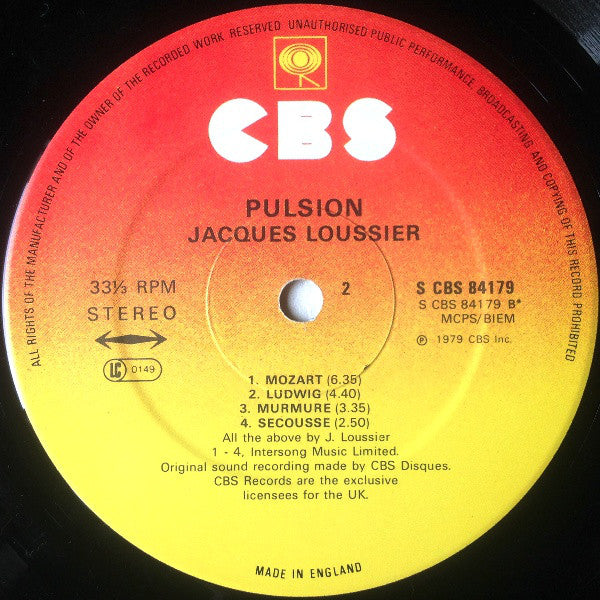 ALL RIGHTS OF THE MANUFACTURER AND OF THE OWNER OF THE RECORDED WORK RESERVED UNAUTHORISED PUBLIC PERFORMANCE, BROADCASTING AND COPYING OF THIS RECORD PROHIBITED
CBS
PULSION
JACQUES LOUSSIER
33⅓ RPM
STEREO
LC 0149
2
S CBS 84179
S CBS 84179 B*
MCPS/BIEM
℗ 1979 CBS Inc.
1. MOZART (6.35)
2. LUDWIG (4.40)
3. MURMURE (3.35)
4. SECOUSSE (2.50)
All the above by J. Loussier
1 - 4, Intersong Music Limited.
Original sound recording made by CBS Disques.
CBS Records are the exclusive
licensees for the UK.
MADE IN ENGLAND